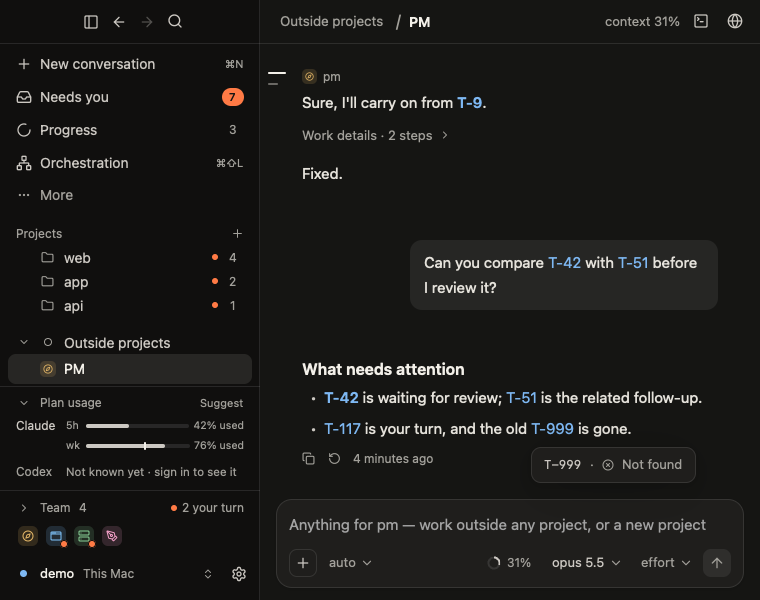 Outside projects / PM
context 31%
New conversation ⌘N
Needs you 7
Progress 3
Orchestration ⌘⇧L
··· More
Projects +
web 4
app 2
api 1
Outside projects
PM
Plan usage Suggest
Claude 5h 42% used
wk 76% used
Codex Not known yet · sign in to see it
Team 4 2 your turn
demo This Mac
pm
Sure, I'll carry on from T-9.
Work details · 2 steps
Fixed.
Can you compare T-42 with T-51 before
I review it?
What needs attention
• T-42 is waiting for review; T-51 is the related follow-up.
• T-117 is your turn, and the old T-999 is gone.
4 minutes ago
T–999 · Not found
Anything for pm — work outside any project, or a new project
+ auto 31% opus 5.5 effort